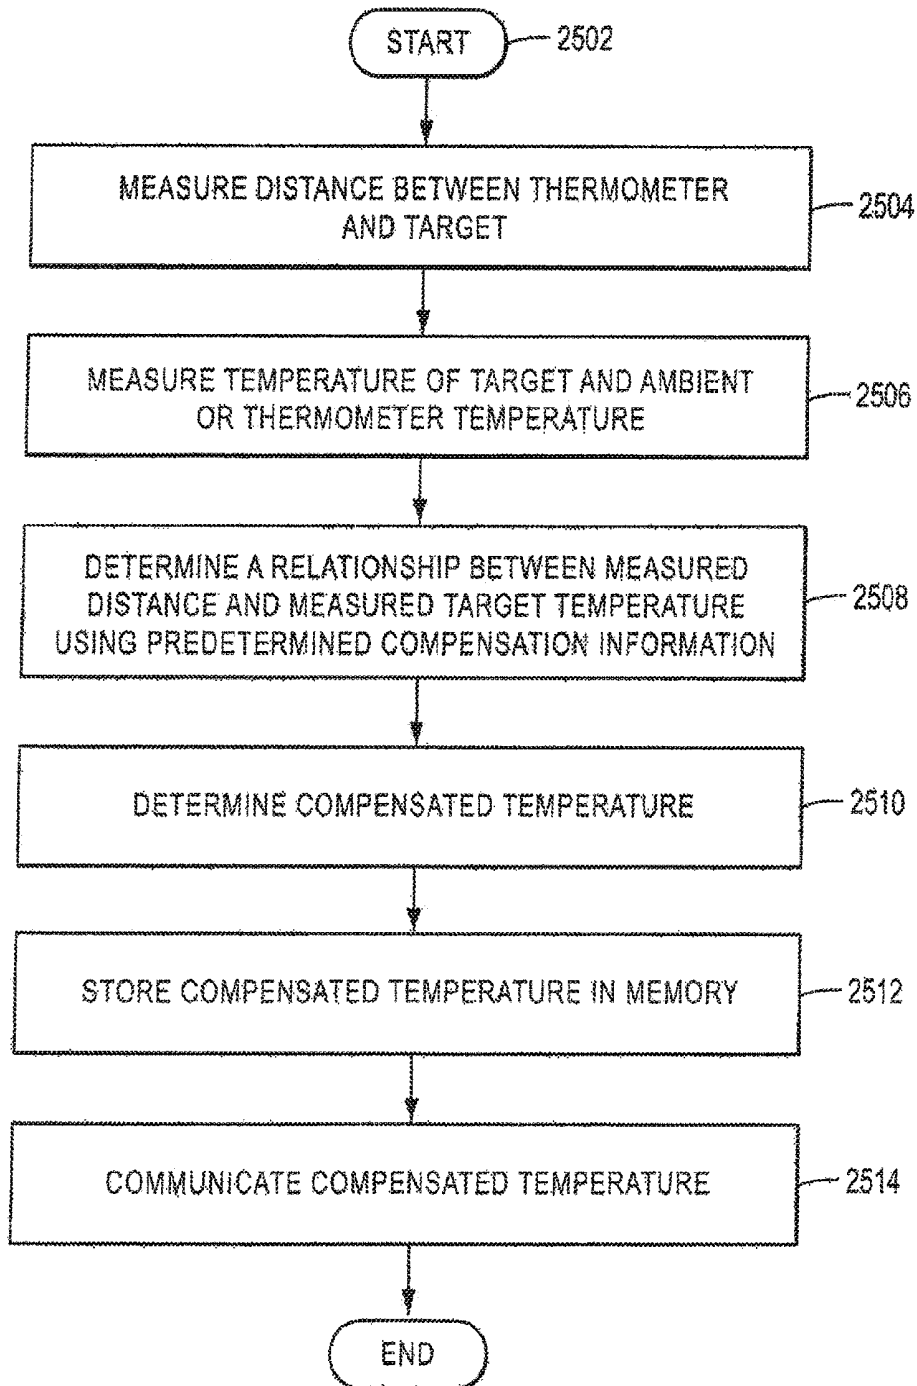 START
2502
MEASURE DISTANCE BETWEEN THERMOMETER
AND TARGET
2504
MEASURE TEMPERATURE OF TARGET AND AMBIENT
OR THERMOMETER TEMPERATURE
2506
DETERMINE A RELATIONSHIP BETWEEN MEASURED
DISTANCE AND MEASURED TARGET TEMPERATURE
USING PREDETERMINED COMPENSATION INFORMATION
2508
DETERMINE COMPENSATED TEMPERATURE
2510
STORE COMPENSATED TEMPERATURE IN MEMORY
2512
COMMUNICATE COMPENSATED TEMPERATURE
2514
END